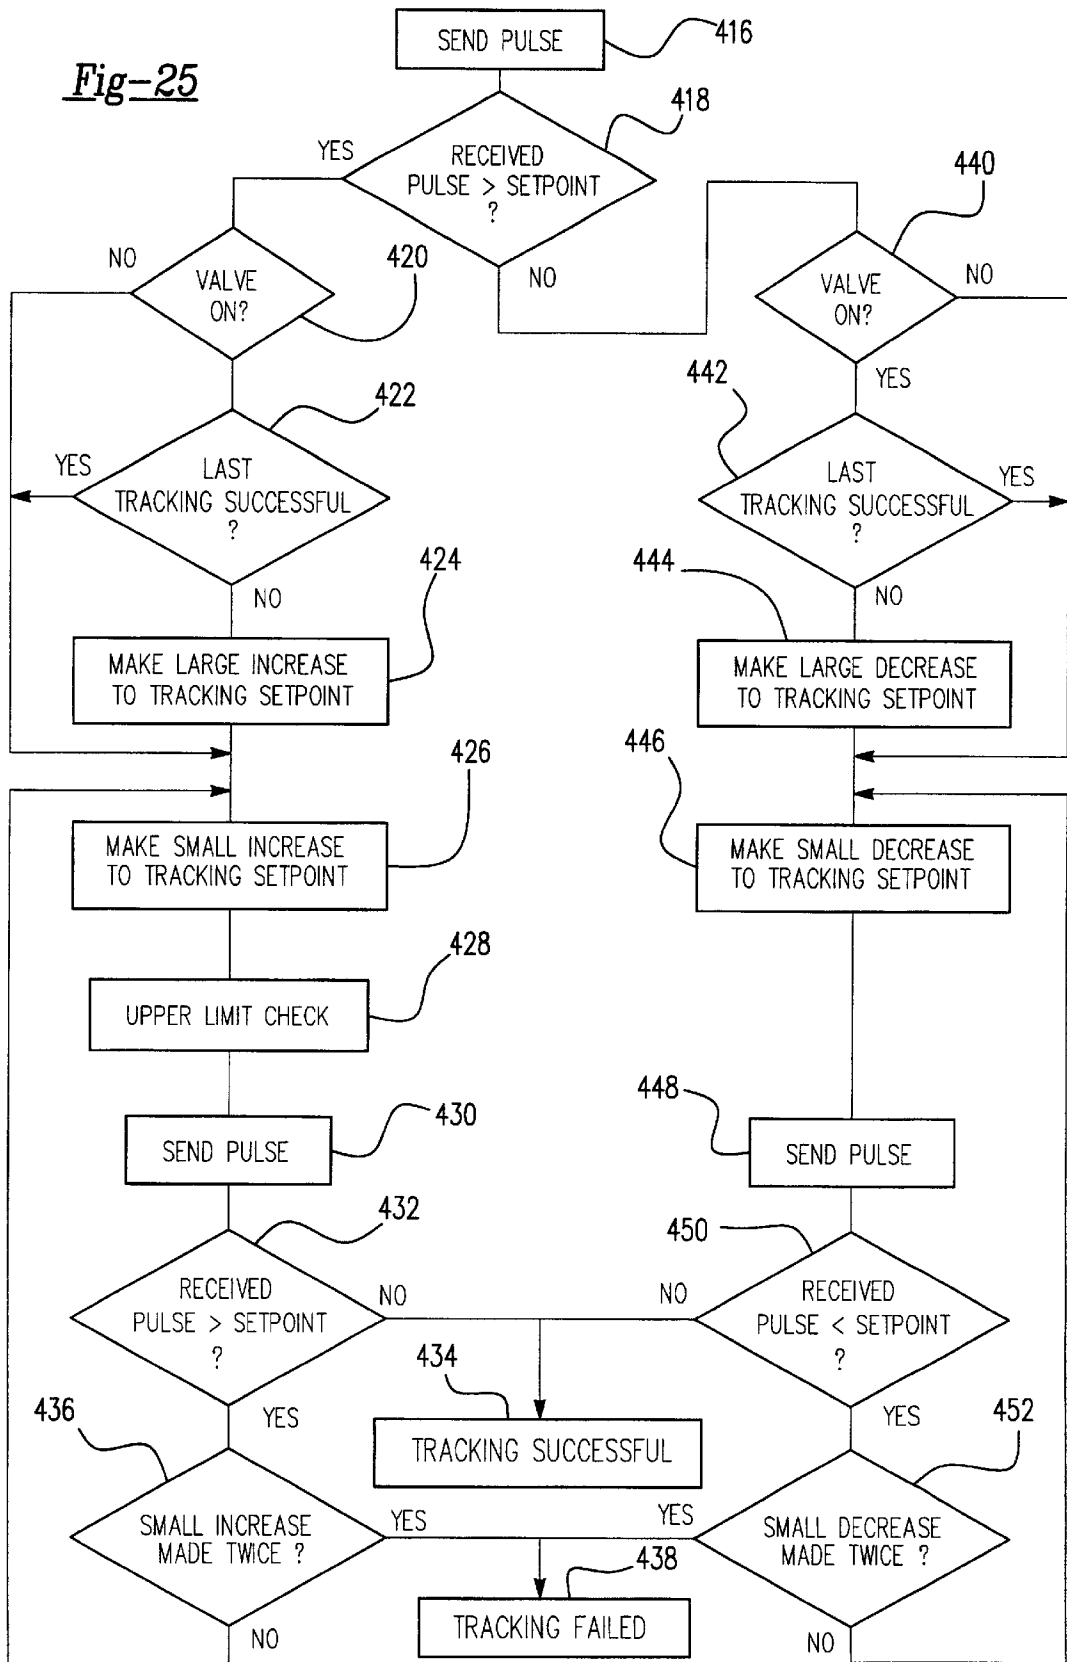 Fig-25
SEND PULSE
416
418
YES
RECEIVED
PULSE > SETPOINT
?
NO
440
NO
VALVE
ON?
420
VALVE
ON?
NO
YES
422
442
YES
LAST
TRACKING SUCCESSFUL
?
NO
LAST
TRACKING SUCCESSFUL
?
YES
NO
424
444
MAKE LARGE INCREASE
TO TRACKING SETPOINT
MAKE LARGE DECREASE
TO TRACKING SETPOINT
426
446
MAKE SMALL INCREASE
TO TRACKING SETPOINT
MAKE SMALL DECREASE
TO TRACKING SETPOINT
428
UPPER LIMIT CHECK
430
448
SEND PULSE
SEND PULSE
432
450
RECEIVED
PULSE > SETPOINT
?
NO
YES
NO
RECEIVED
PULSE < SETPOINT
?
YES
434
TRACKING SUCCESSFUL
436
452
SMALL INCREASE
MADE TWICE ?
YES
NO
YES
SMALL DECREASE
MADE TWICE ?
NO
438
TRACKING FAILED